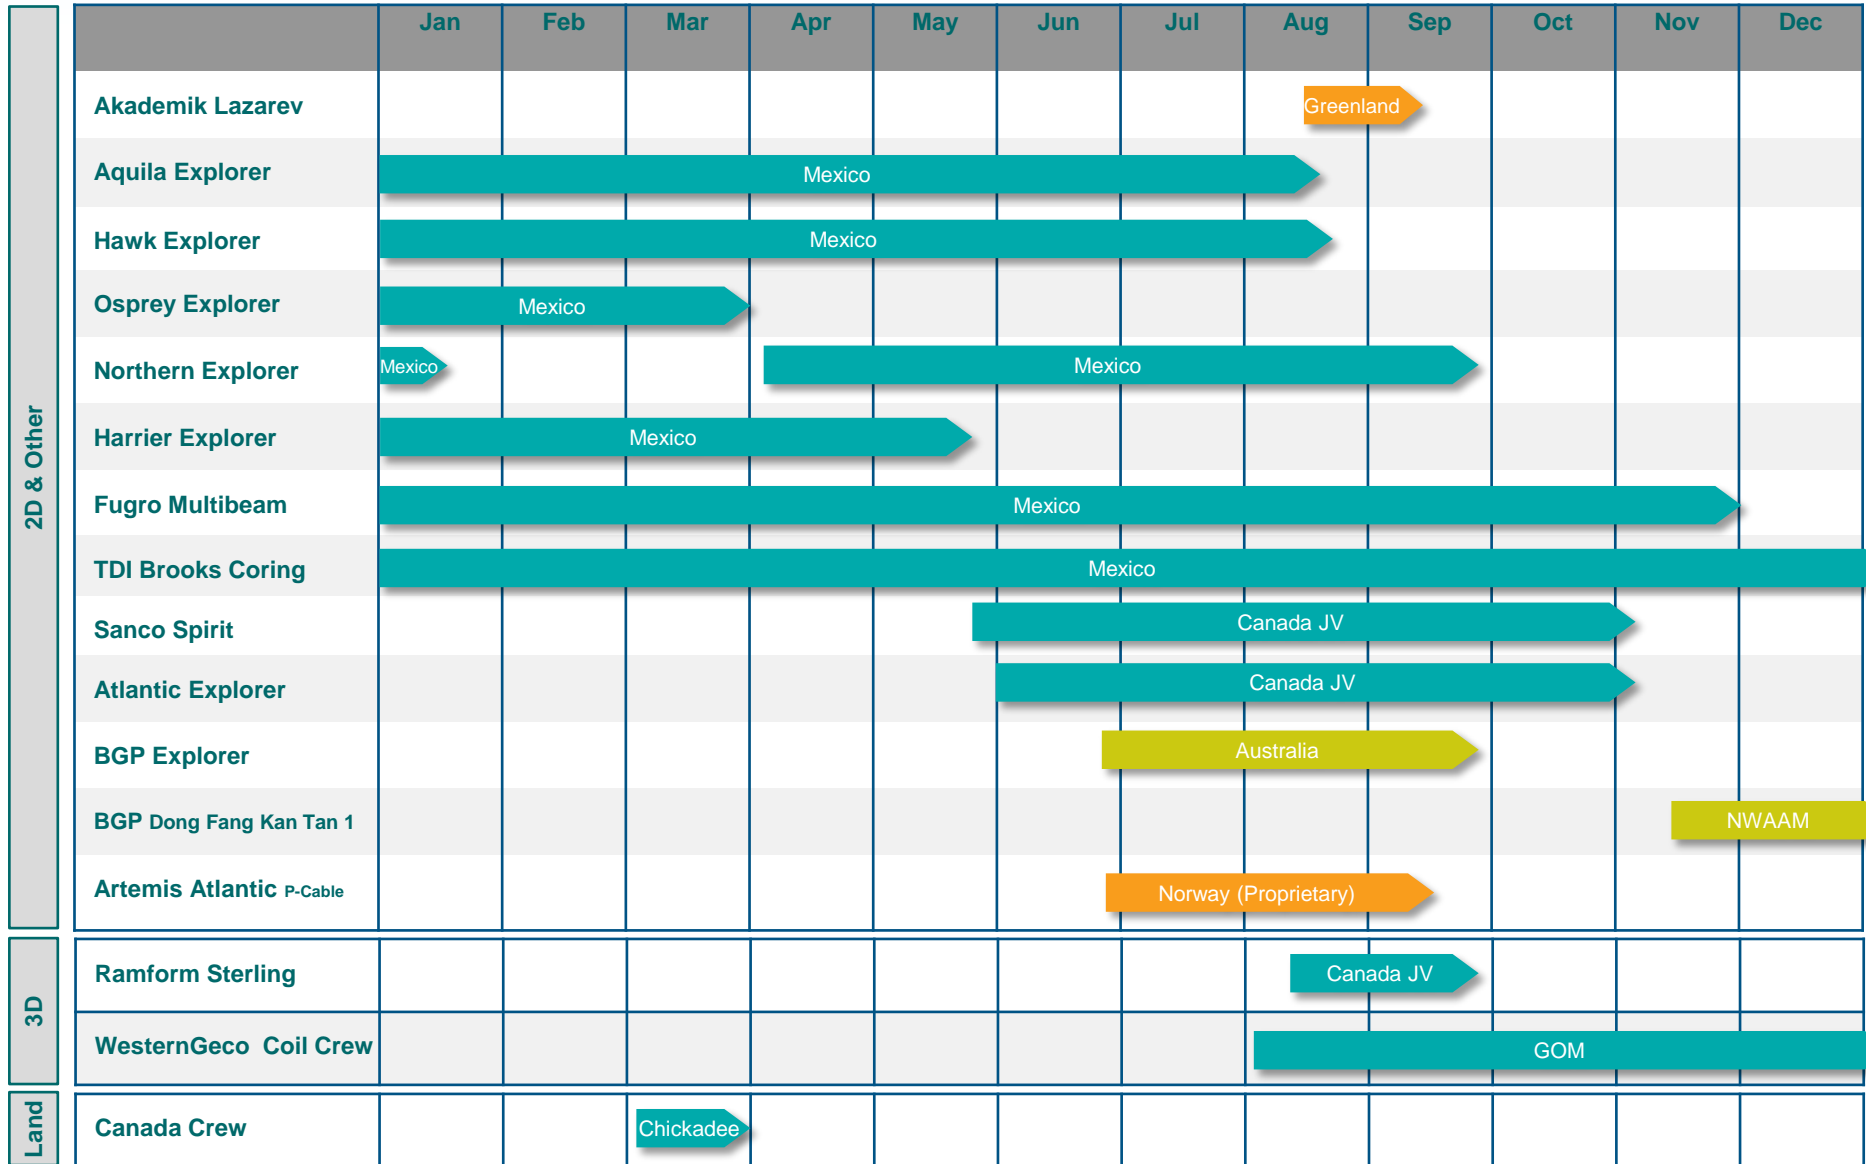 Jan Feb Mar Apr May Jun Jul Aug Sep Oct Nov Dec
2D & Other
Akademik Lazarev Greenland
Aquila Explorer Mexico
Hawk Explorer Mexico
Osprey Explorer Mexico
Northern Explorer Mexico Mexico
Harrier Explorer Mexico
Fugro Multibeam Mexico
TDI Brooks Coring Mexico
Sanco Spirit Canada JV
Atlantic Explorer Canada JV
BGP Explorer Australia
BGP Dong Fang Kan Tan 1 NWAAM
Artemis Atlantic P-Cable Norway (Proprietary)
3D
Ramform Sterling Canada JV
WesternGeco Coil Crew GOM
Land
Canada Crew Chickadee